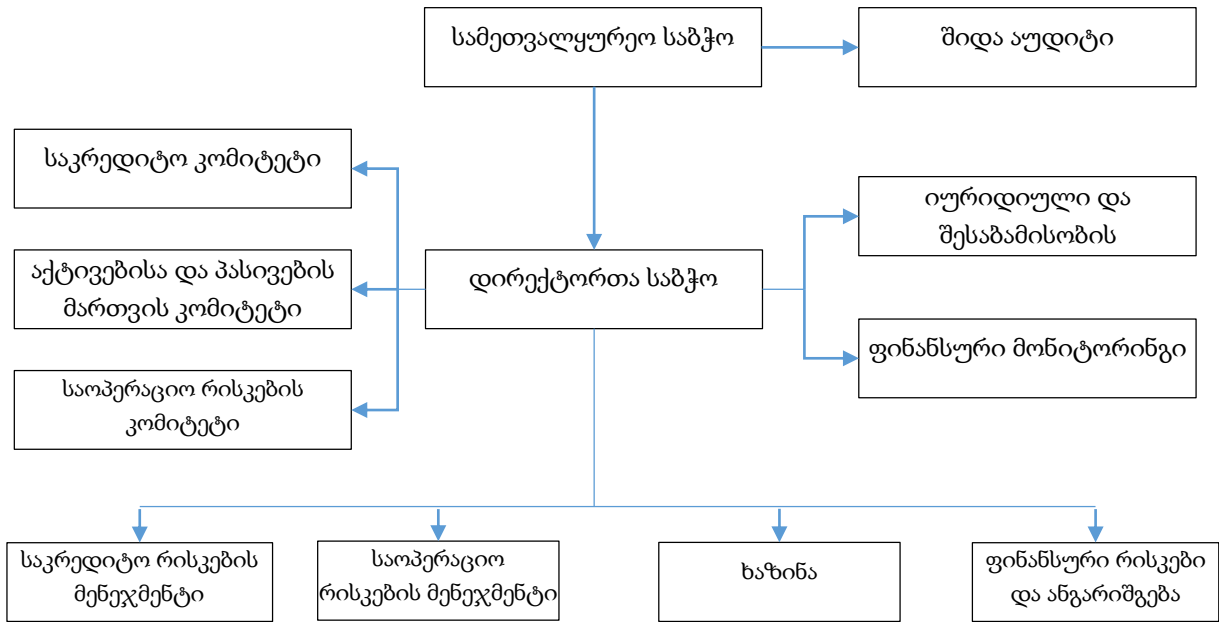 სამეთვალყურეო საბჭო
შიდა აუდიტი
საკრედიტო კომიტეტი
იურიდიული და
შესაბამისობის
აქტივებისა და პასივების
მართვის კომიტეტი
დირექტორთა საბჭო
ფინანსური მონიტორინგი
საოპერაციო რისკების
კომიტეტი
საკრედიტო რისკების
მენეჯმენტი
საოპერაციო
რისკების მენეჯმენტი
ხაზინა
ფინანსური რისკები
და ანგარიშგება